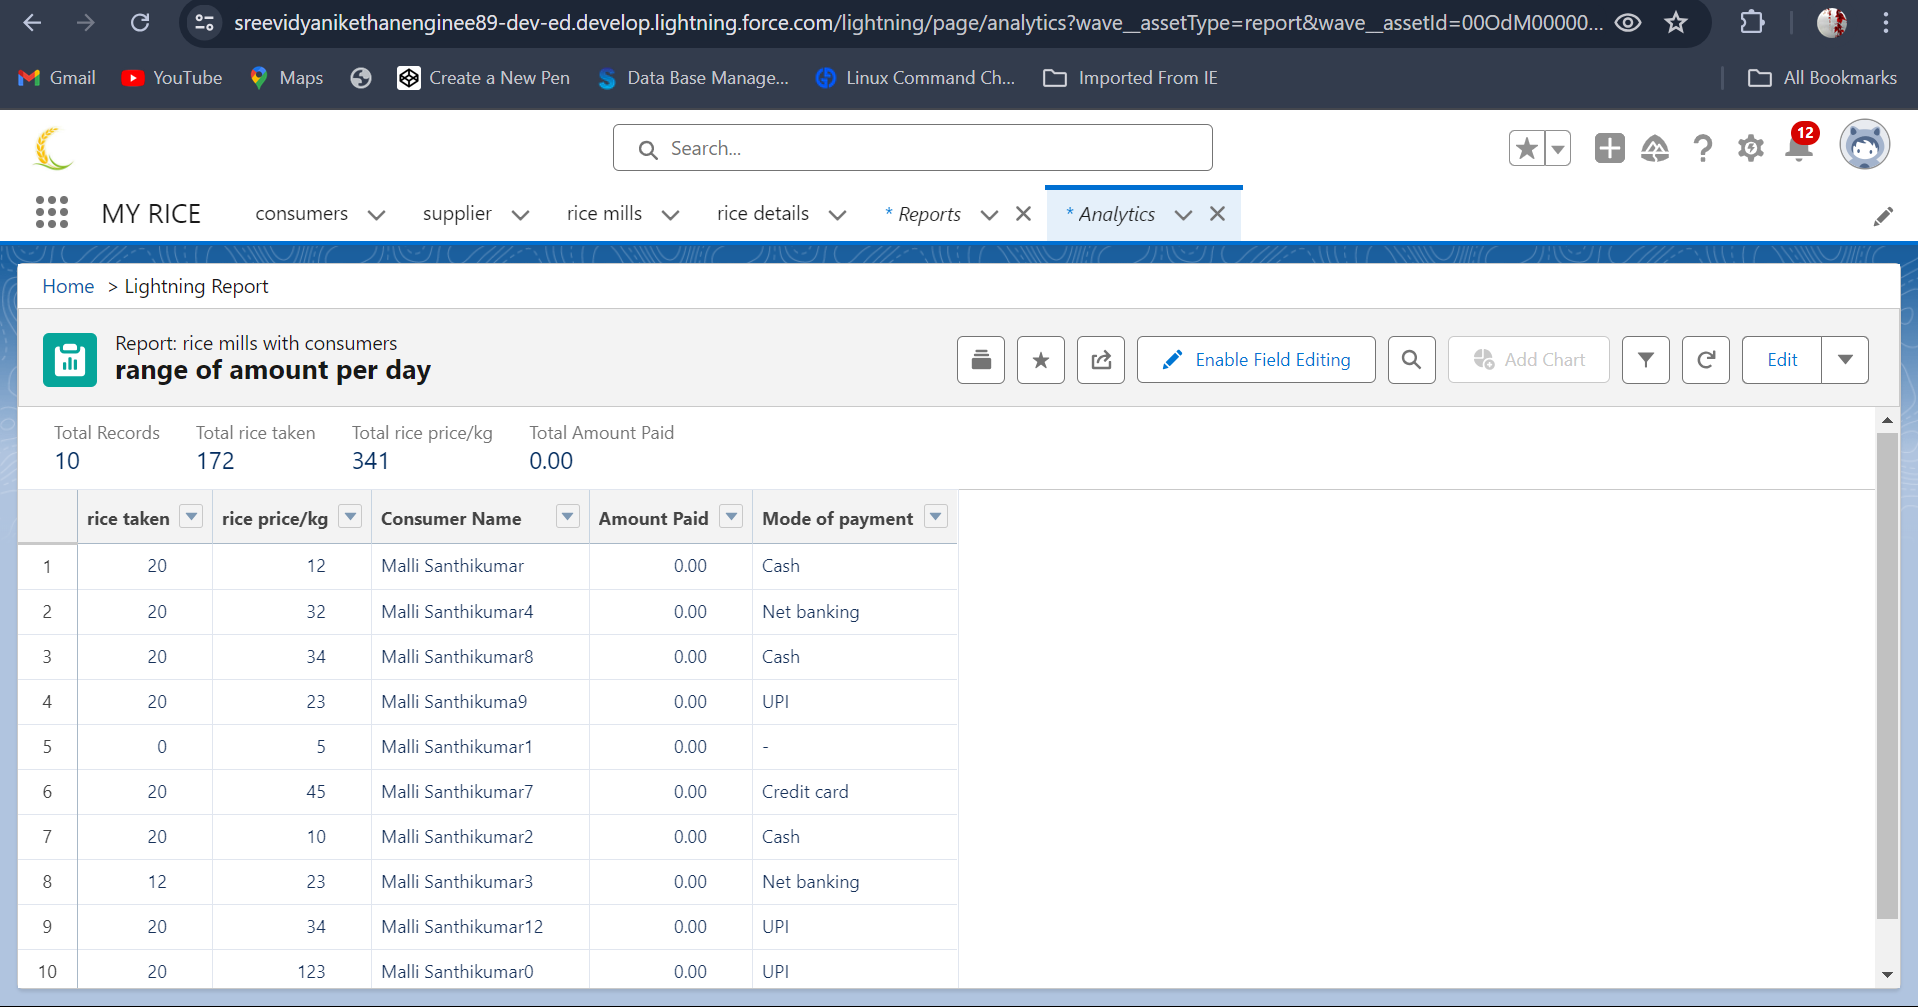 sreevidyanikethanenginee89-dev-ed.develop.lightning.force.com/lightning/page/analytics?wave__assetType=report&wave__assetId=00OdM00000...
Gmail YouTube Maps Create a New Pen Data Base Manage... Linux Command Ch... Imported From IE All Bookmarks
Search... 12
MY RICE consumers supplier rice mills rice details * Reports * Analytics
Home > Lightning Report
Report: rice mills with consumers
range of amount per day
Enable Field Editing Add Chart Edit
Total Records Total rice taken Total rice price/kg Total Amount Paid
10 172 341 0.00
rice taken rice price/kg Consumer Name Amount Paid Mode of payment
1 20 12 Malli Santhikumar 0.00 Cash
2 20 32 Malli Santhikumar4 0.00 Net banking
3 20 34 Malli Santhikumar8 0.00 Cash
4 20 23 Malli Santhikuma9 0.00 UPI
5 0 5 Malli Santhikumar1 0.00 -
6 20 45 Malli Santhikumar7 0.00 Credit card
7 20 10 Malli Santhikumar2 0.00 Cash
8 12 23 Malli Santhikumar3 0.00 Net banking
9 20 34 Malli Santhikumar12 0.00 UPI
10 20 123 Malli Santhikumar0 0.00 UPI